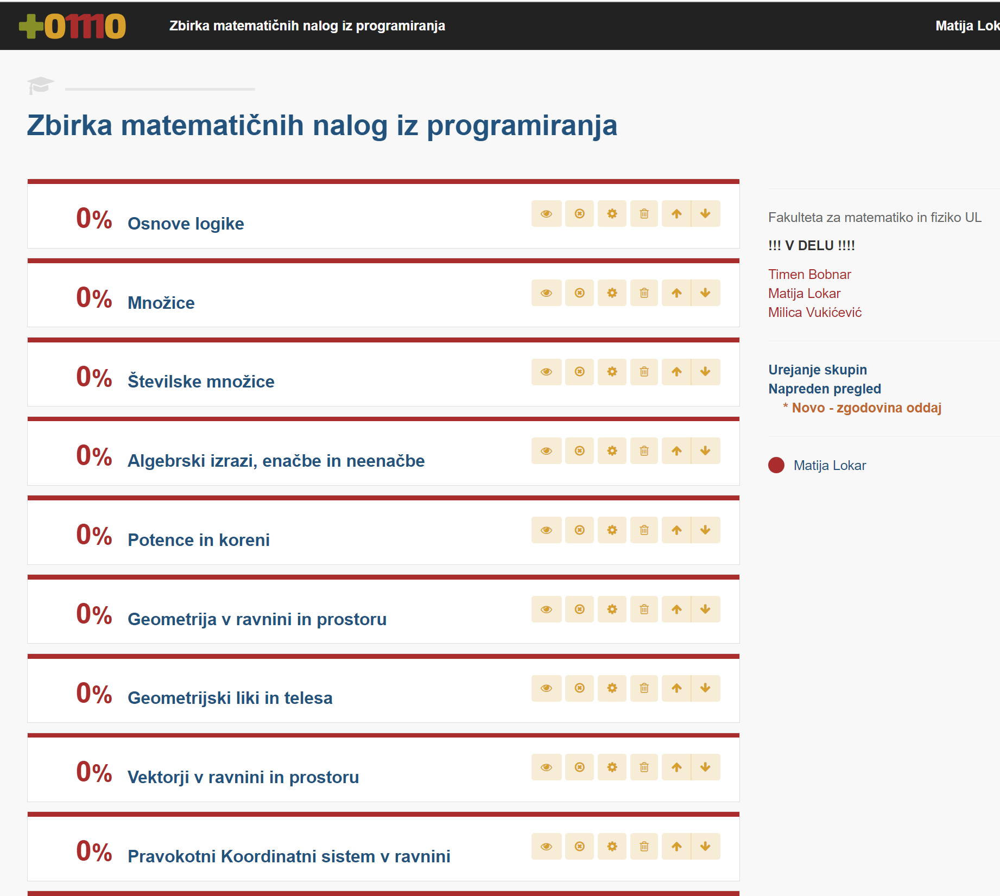 +01110
Zbirka matematičnih nalog iz programiranja
Matija Lok
Zbirka matematičnih nalog iz programiranja
0% Osnove logike
0% Množice
0% Številske množice
0% Algebrski izrazi, enačbe in neenačbe
0% Potence in koreni
0% Geometrija v ravnini in prostoru
0% Geometrijski liki in telesa
0% Vektorji v ravnini in prostoru
0% Pravokotni Koordinatni sistem v ravnini
Fakulteta za matematiko in fiziko UL
!!! V DELU !!!!
Timen Bobnar
Matija Lokar
Milica Vukićević
Urejanje skupin
Napreden pregled
* Novo - zgodovina oddaj
Matija Lokar